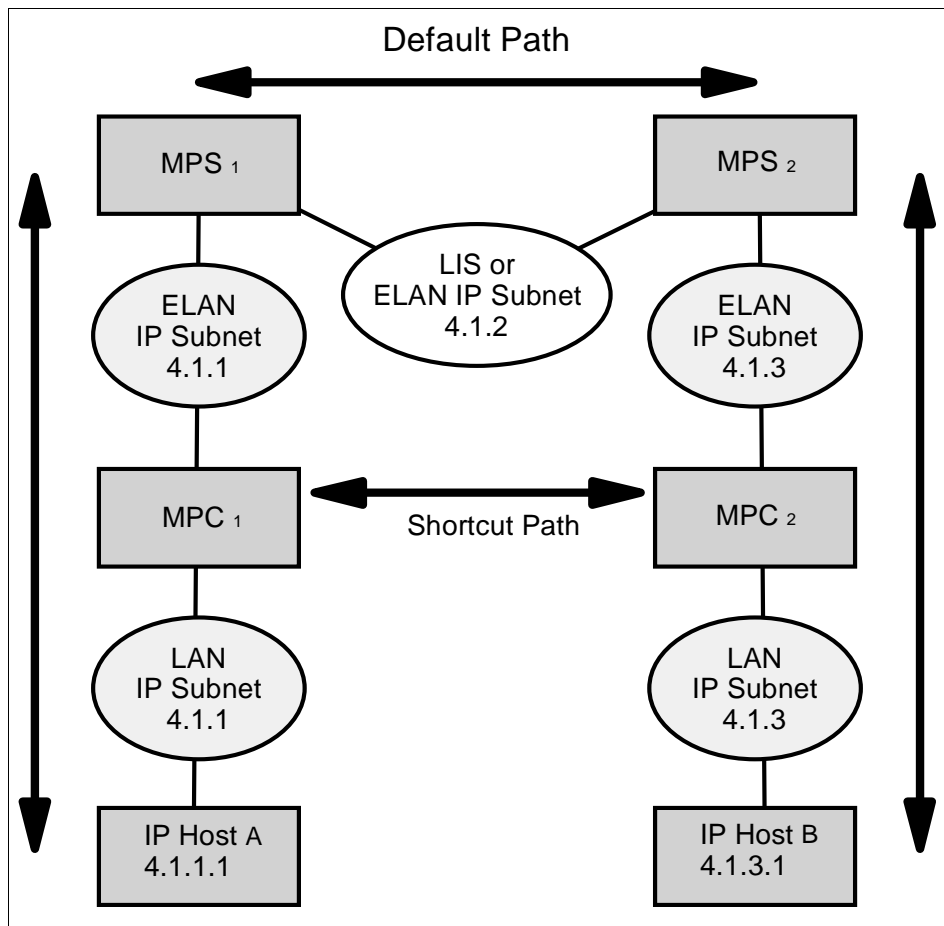 Default Path
MPS 1
MPS 2
LIS or
ELAN IP Subnet
4.1.2
ELAN
IP Subnet
4.1.1
ELAN
IP Subnet
4.1.3
MPC 1
MPC 2
Shortcut Path
LAN
IP Subnet
4.1.1
LAN
IP Subnet
4.1.3
IP Host A
4.1.1.1
IP Host B
4.1.3.1